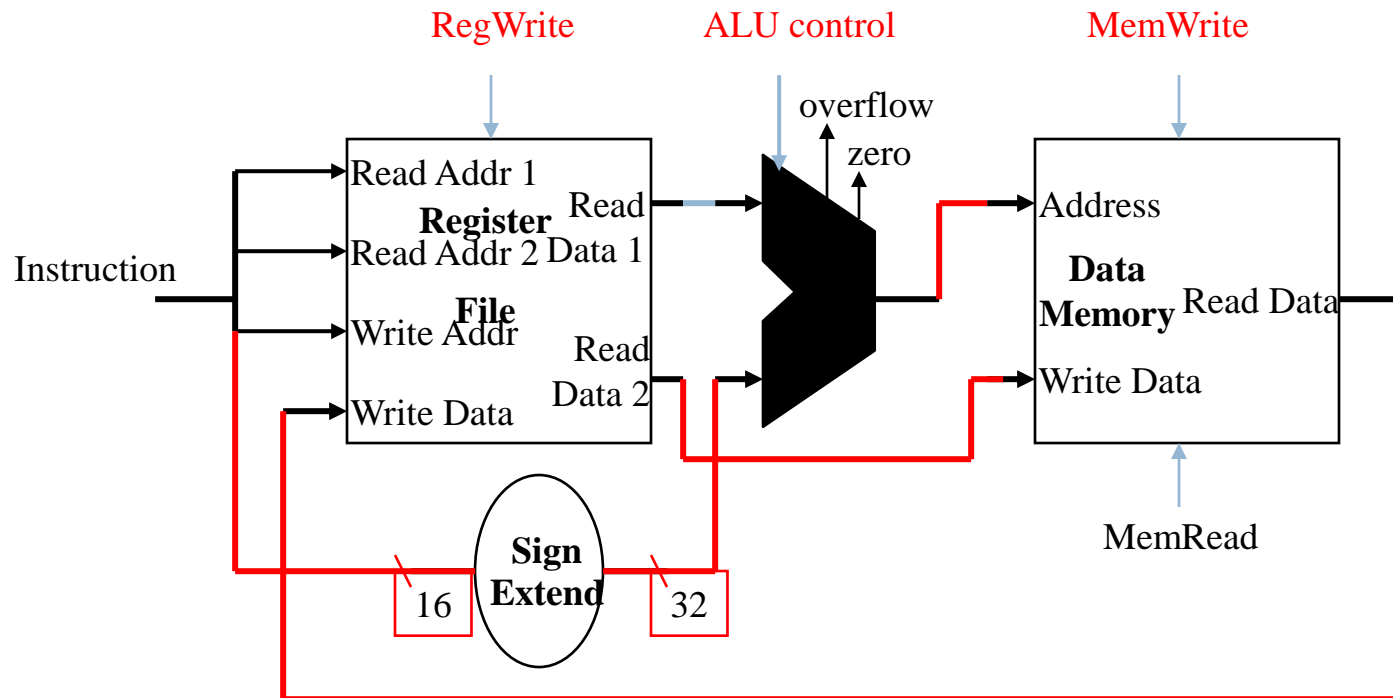 RegWrite
ALU control
MemWrite
overflow
zero
Instruction
Read Addr 1
Register
Read Addr 2
File
Write Addr
Write Data
Read
Data 1
Read
Data 2
Address
Data
Memory
Read Data
Write Data
MemRead
Sign
Extend
16
32